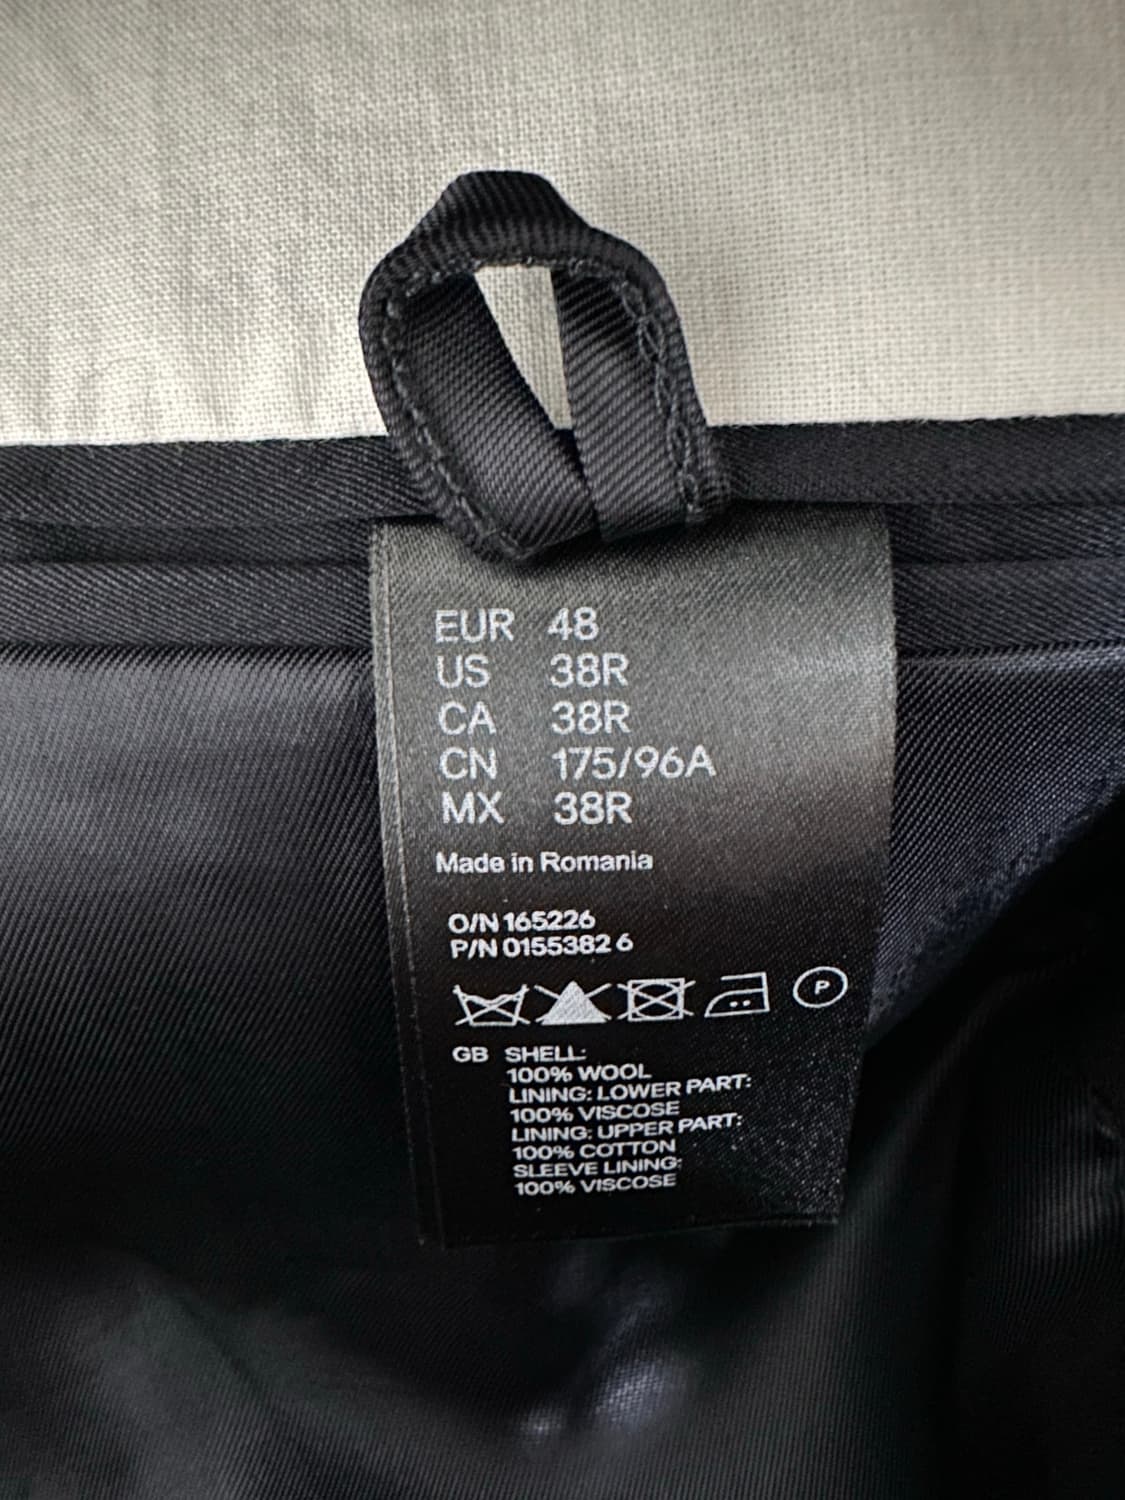 EUR 48
US 38R
CA 38R
CN 175/96A
MX 38R
Made in Romania
O/N 165226
P/N 0155382 6
P
GB SHELL:
100% WOOL
LINING: LOWER PART:
100% VISCOSE
LINING: UPPER PART:
100% COTTON
SLEEVE LINING:
100% VISCOSE